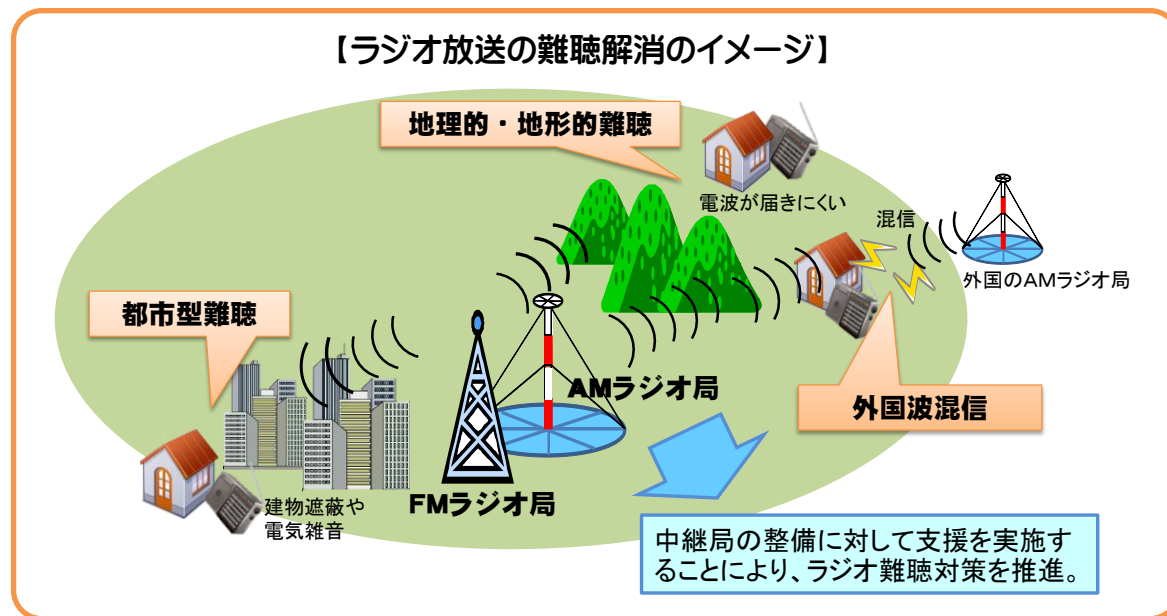 【ラジオ放送の難聴解消のイメージ】
地理的・地形的難聴
電波が届きにくい
混信
外国のAMラジオ局
都市型難聴
AMラジオ局
外国波混信
FMラジオ局
建物遮蔽や
電気雑音
中継局の整備に対して支援を実施す
ることにより、ラジオ難聴対策を推進。